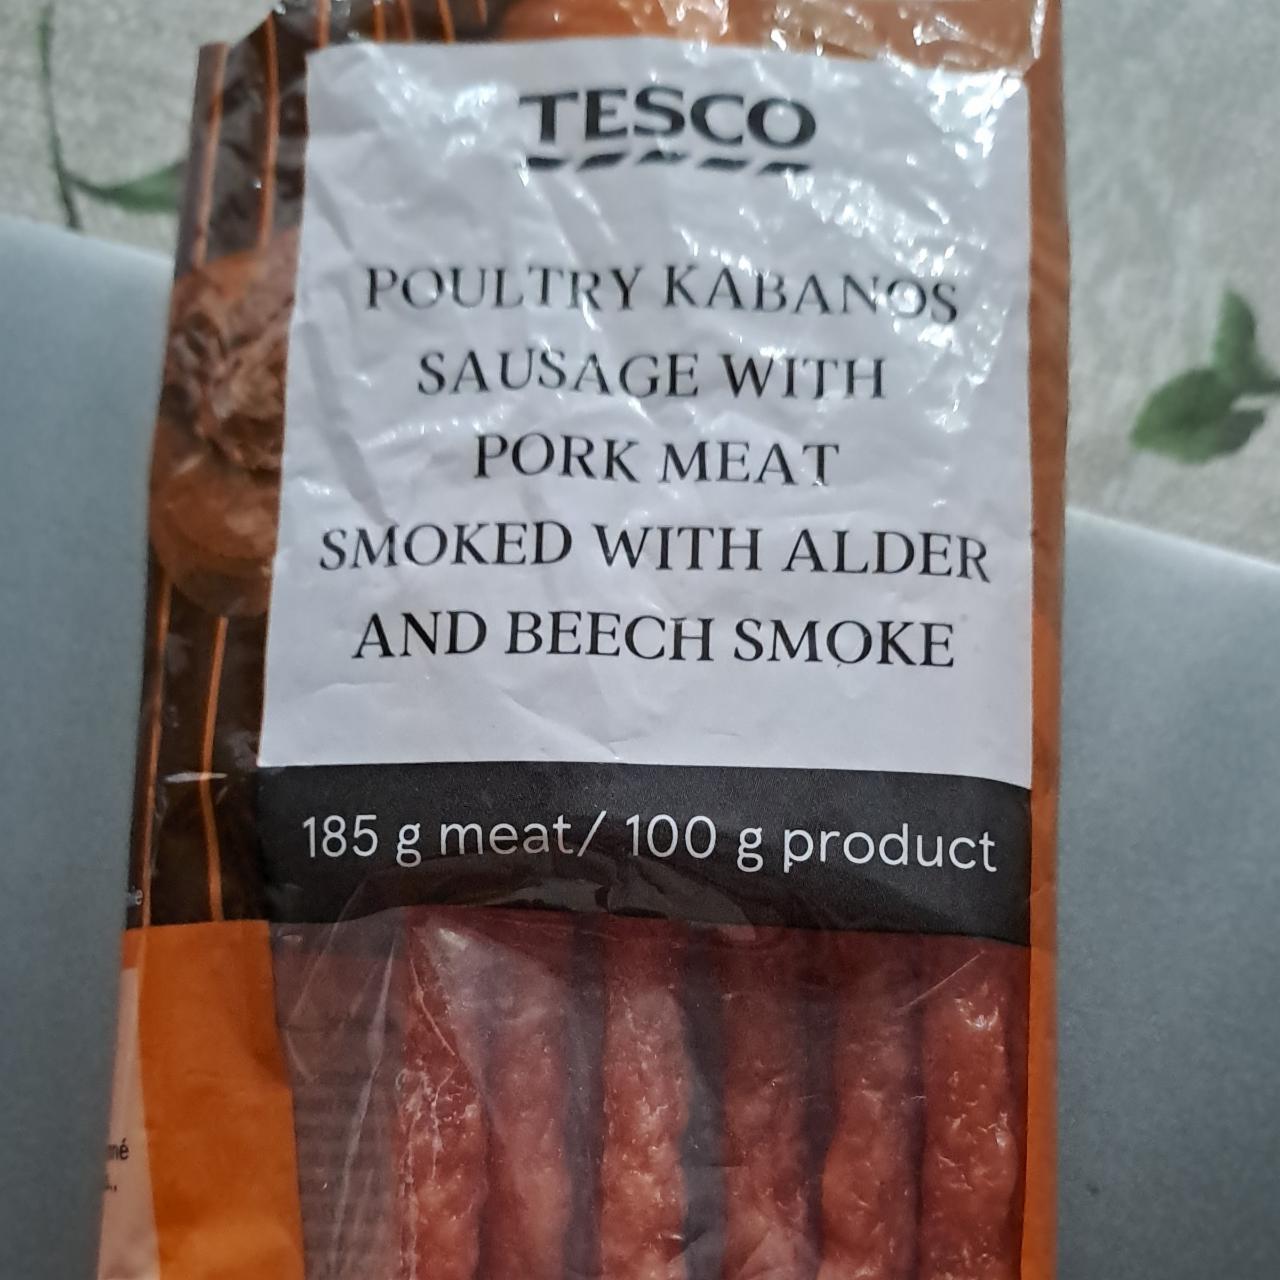 TESCO
POULTRY KABANOS
SAUSAGE WITH
PORK MEAT
SMOKED WITH ALDER
AND BEECH SMOKE
185 g meat/ 100 g product